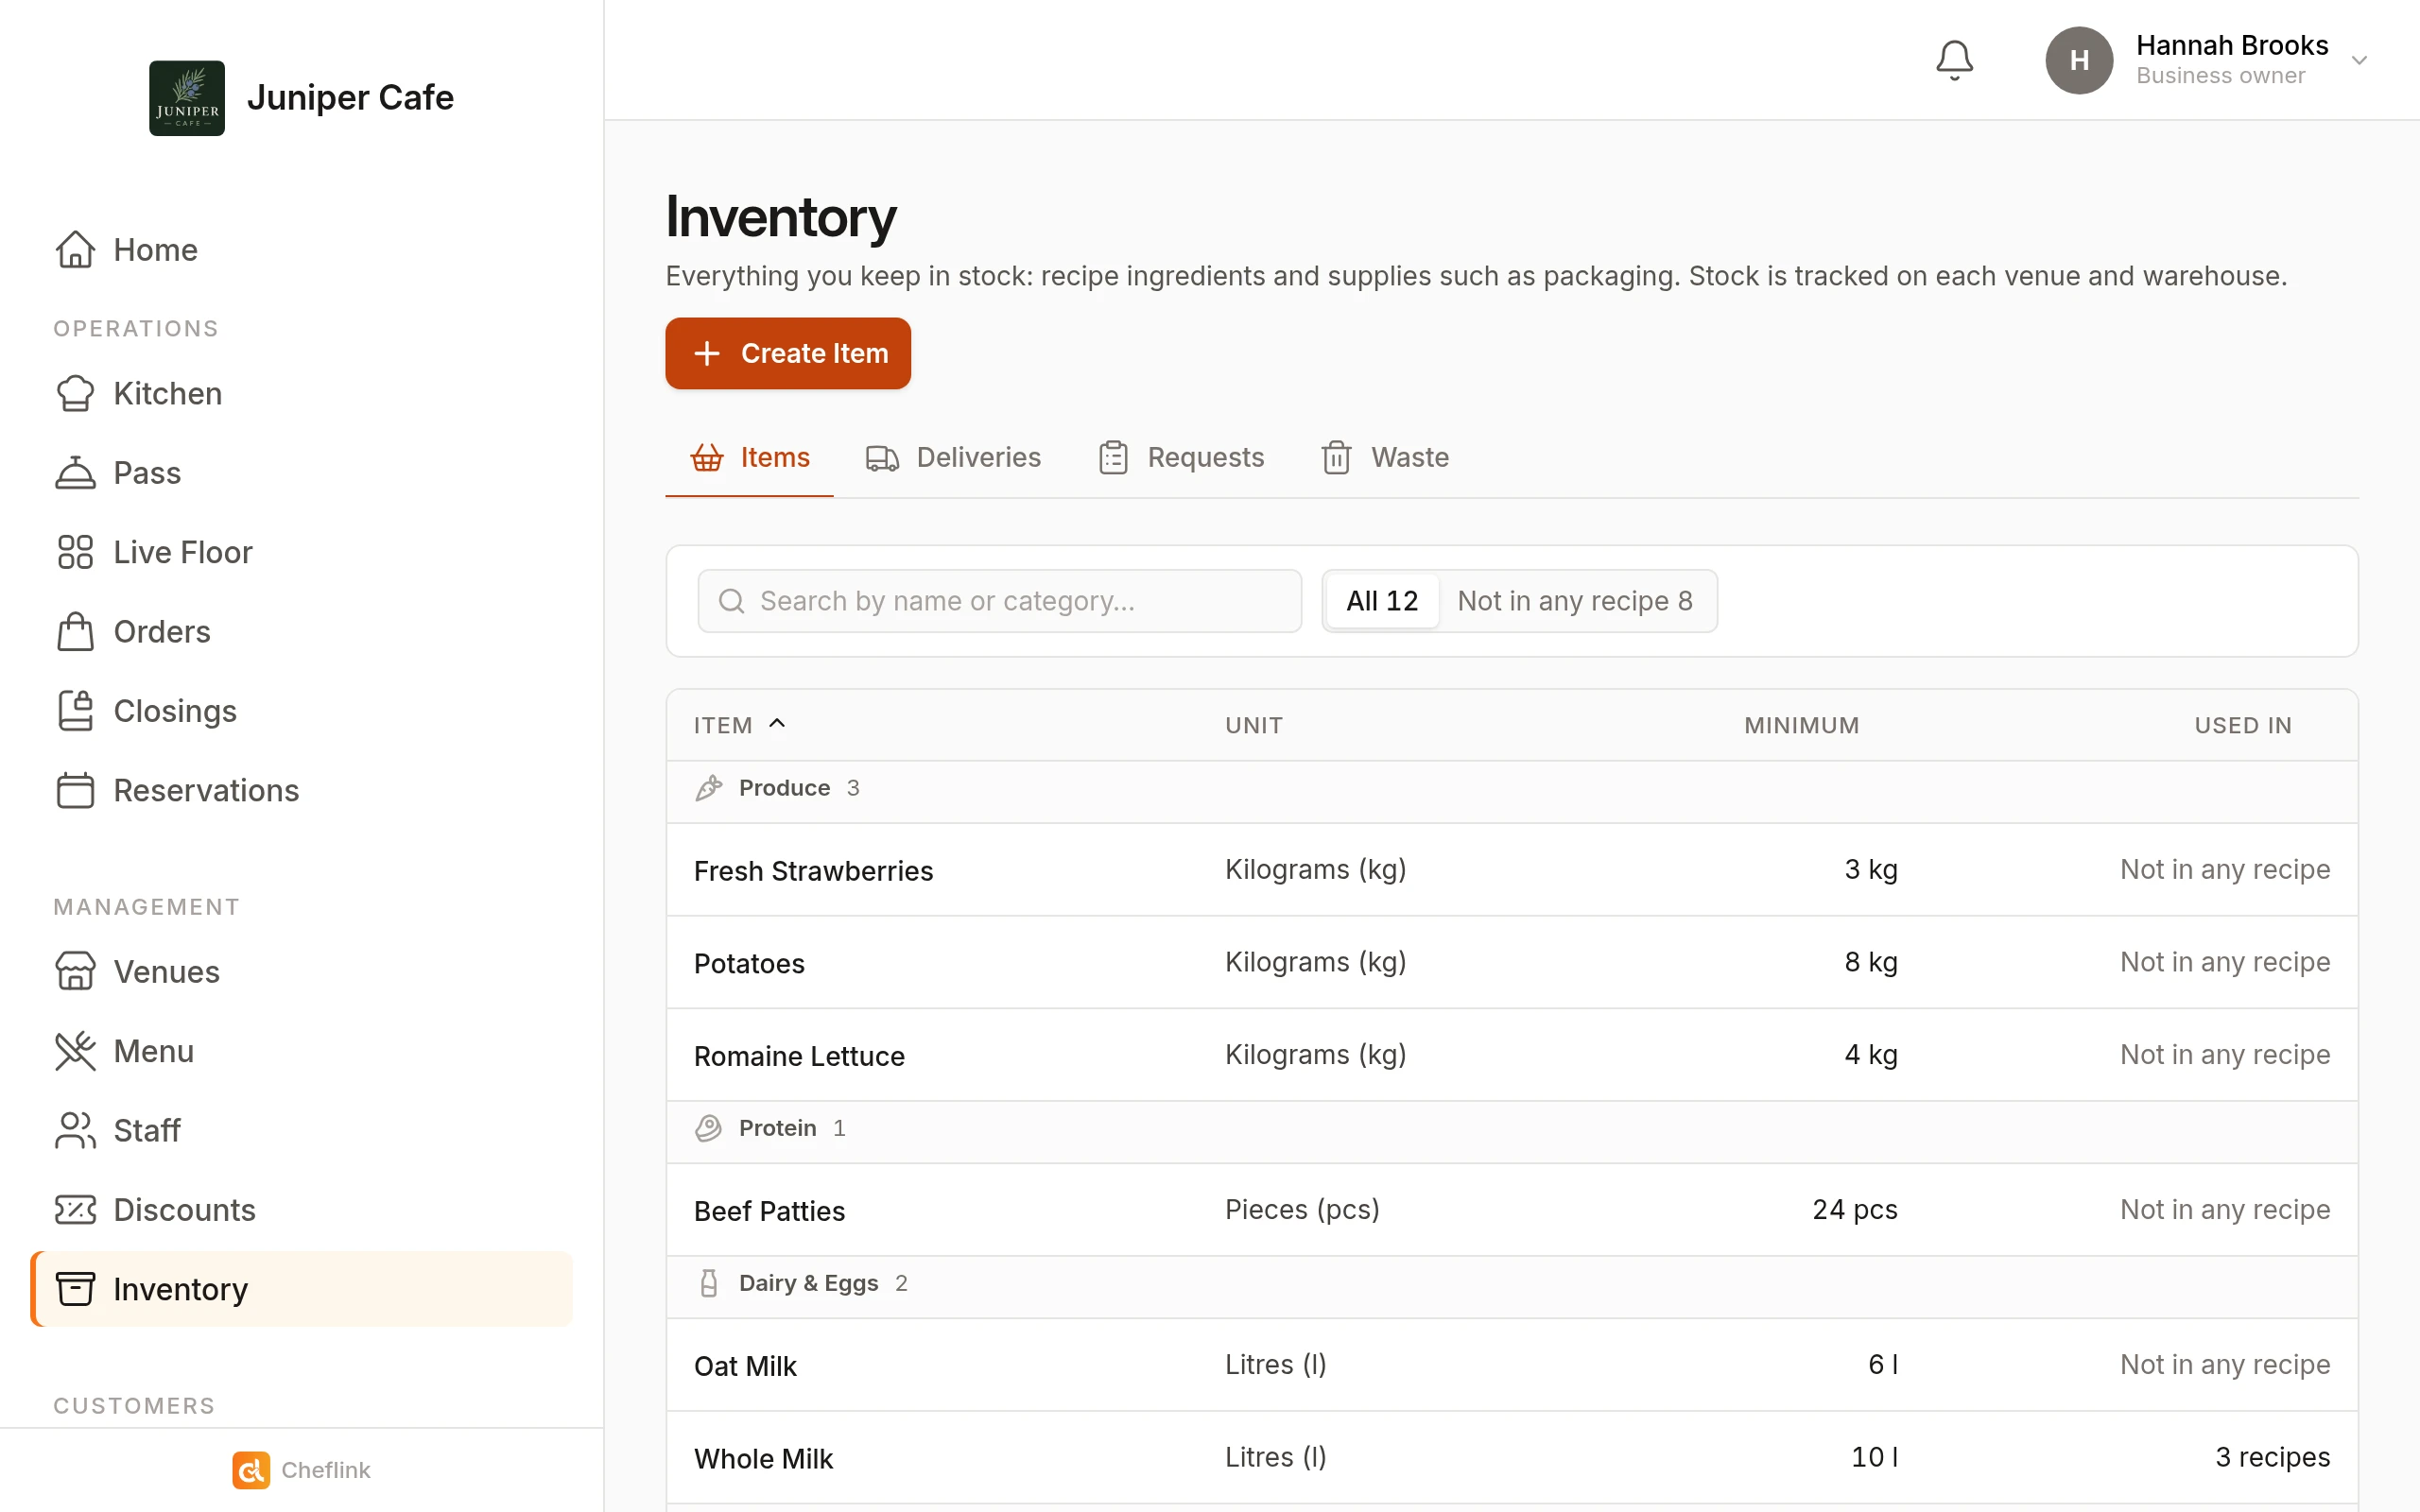 JUNIPER
CAFE
Juniper Cafe
Home
OPERATIONS
Kitchen
Pass
Live Floor
Orders
Closings
Reservations
MANAGEMENT
Venues
Menu
Staff
Discounts
Inventory
CUSTOMERS
Cheflink
H
Hannah Brooks
Business owner
Inventory
Everything you keep in stock: recipe ingredients and supplies such as packaging. Stock is tracked on each venue and warehouse.
Create Item
Items Deliveries Requests Waste
Search by name or category... All 12 Not in any recipe 8
ITEM UNIT MINIMUM USED IN
Produce 3
Fresh Strawberries Kilograms (kg) 3 kg Not in any recipe
Potatoes Kilograms (kg) 8 kg Not in any recipe
Romaine Lettuce Kilograms (kg) 4 kg Not in any recipe
Protein 1
Beef Patties Pieces (pcs) 24 pcs Not in any recipe
Dairy & Eggs 2
Oat Milk Litres (l) 6 l Not in any recipe
Whole Milk Litres (l) 10 l 3 recipes